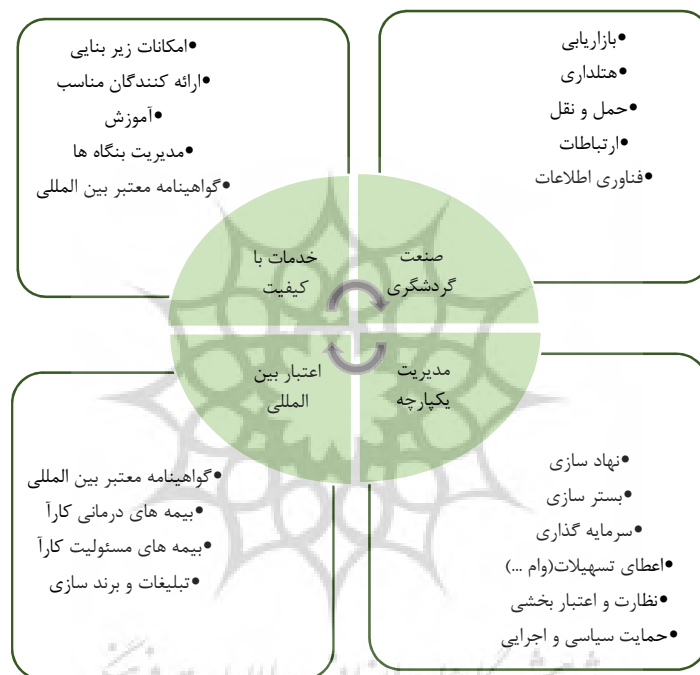 •بازاریابی
•هتلداری
•حمل و نقل
•ارتباطات
•فناوری اطلاعات
•امکانات زیر بنایی
•ارائه کنندگان مناسب
•آموزش
•مدیریت بنگاه ها
•گواهینامه معتبر بین المللی
صنعت
گردشگری
خدمات با
کیفیت
مدیریت
یکپارچه
اعتبار بین
المللی
•نهاد سازی
•بستر سازی
•سرمایه گذاری
•اعطای تسهیلات(وام ...)
•نظارت و اعتبار بخشی
•حمایت سیاسی و اجرایی
•گواهینامه معتبر بین المللی
•بیمه های درمانی کارآ
•بیمه های مسئولیت کارآ
•تبلیغات و برند سازی